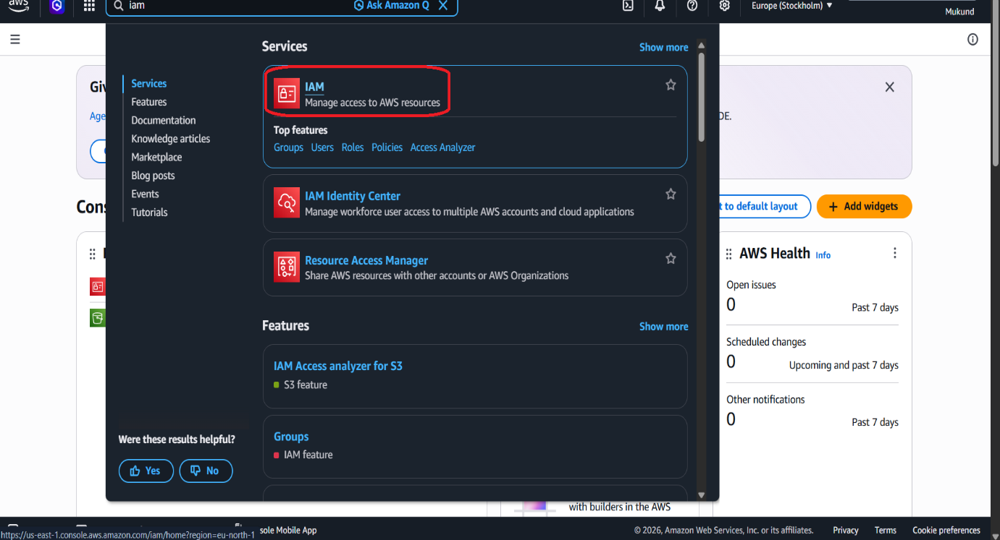 aws
iam
Ask Amazon Q
Europe (Stockholm)
Mukund
Services
Show more
Services
Features
Documentation
Knowledge articles
Marketplace
Blog posts
Events
Tutorials
IAM
Manage access to AWS resources
Top features
Groups Users Roles Policies Access Analyzer
IAM Identity Center
Manage workforce user access to multiple AWS accounts and cloud applications
Resource Access Manager
Share AWS resources with other accounts or AWS Organizations
Features
Show more
IAM Access analyzer for S3
S3 feature
Groups
IAM feature
Were these results helpful?
Yes
No
Giv
Age
DE.
Cons
t to default layout
Add widgets
AWS Health Info
Open issues
0
Past 7 days
Scheduled changes
0
Upcoming and past 7 days
Other notifications
0
Past 7 days
with builders in the AWS
https://us-east-1.console.aws.amazon.com/iam/home?region=eu-north-1
sole Mobile App
© 2026, Amazon Web Services, Inc. or its affiliates.
Privacy
Terms
Cookie preferences